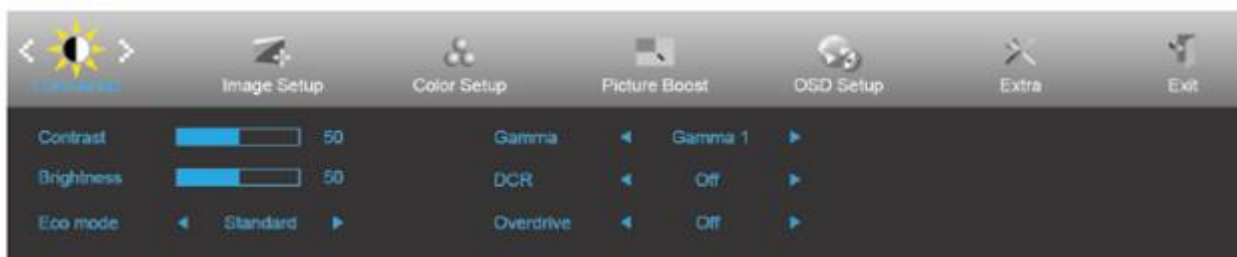 Image Setup Color Setup Picture Boost OSD Setup Extra Exit
Contrast 50 Gamma Gamma 1
Brightness 50 DCR Off
Eco mode Standard Overdrive Off